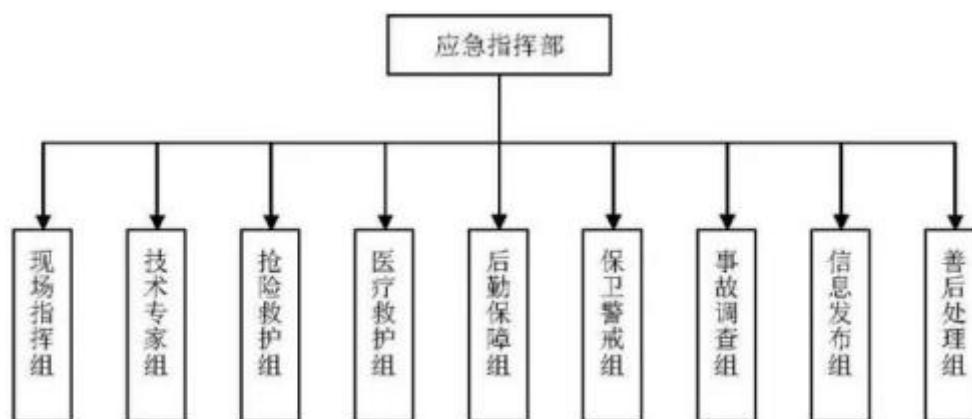 应急指挥部
现场指挥组
技术专家组
抢险救护组
医疗救护组
后勤保障组
保卫警戒组
事故调查组
信息发布组
善后处理组